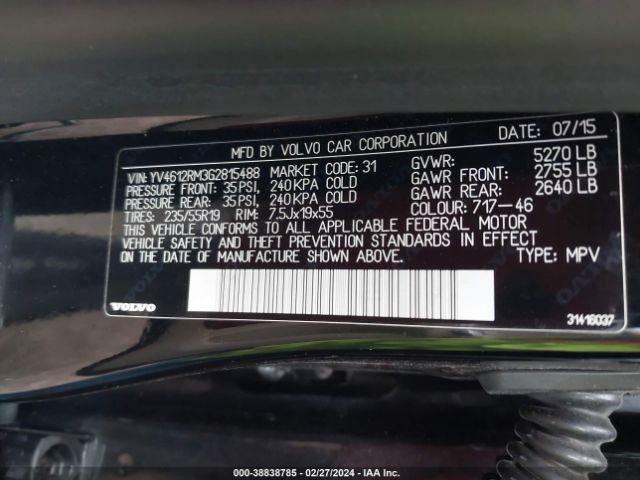 MFD BY VOLVO CAR CORPORATION DATE: 07/15
VIN: YV4612RM3G2815488 MARKET CODE: 31 GVWR: 5270 LB
PRESSURE FRONT: 35 PSI, 240 KPA COLD GAWR FRONT: 2755 LB
PRESSURE REAR: 35 PSI, 240 KPA COLD GAWR REAR: 2640 LB
TIRES: 235/55R19 RIM: 7.5Jx19x55 COLOUR: 717-46
THIS VEHICLE CONFORMS TO ALL APPLICABLE FEDERAL MOTOR
VEHICLE SAFETY AND THEFT PREVENTION STANDARDS IN EFFECT
ON THE DATE OF MANUFACTURE SHOWN ABOVE. TYPE: MPV
VOLVO 31416037
000-38838785 - 02/27/2024 - IAA Inc.